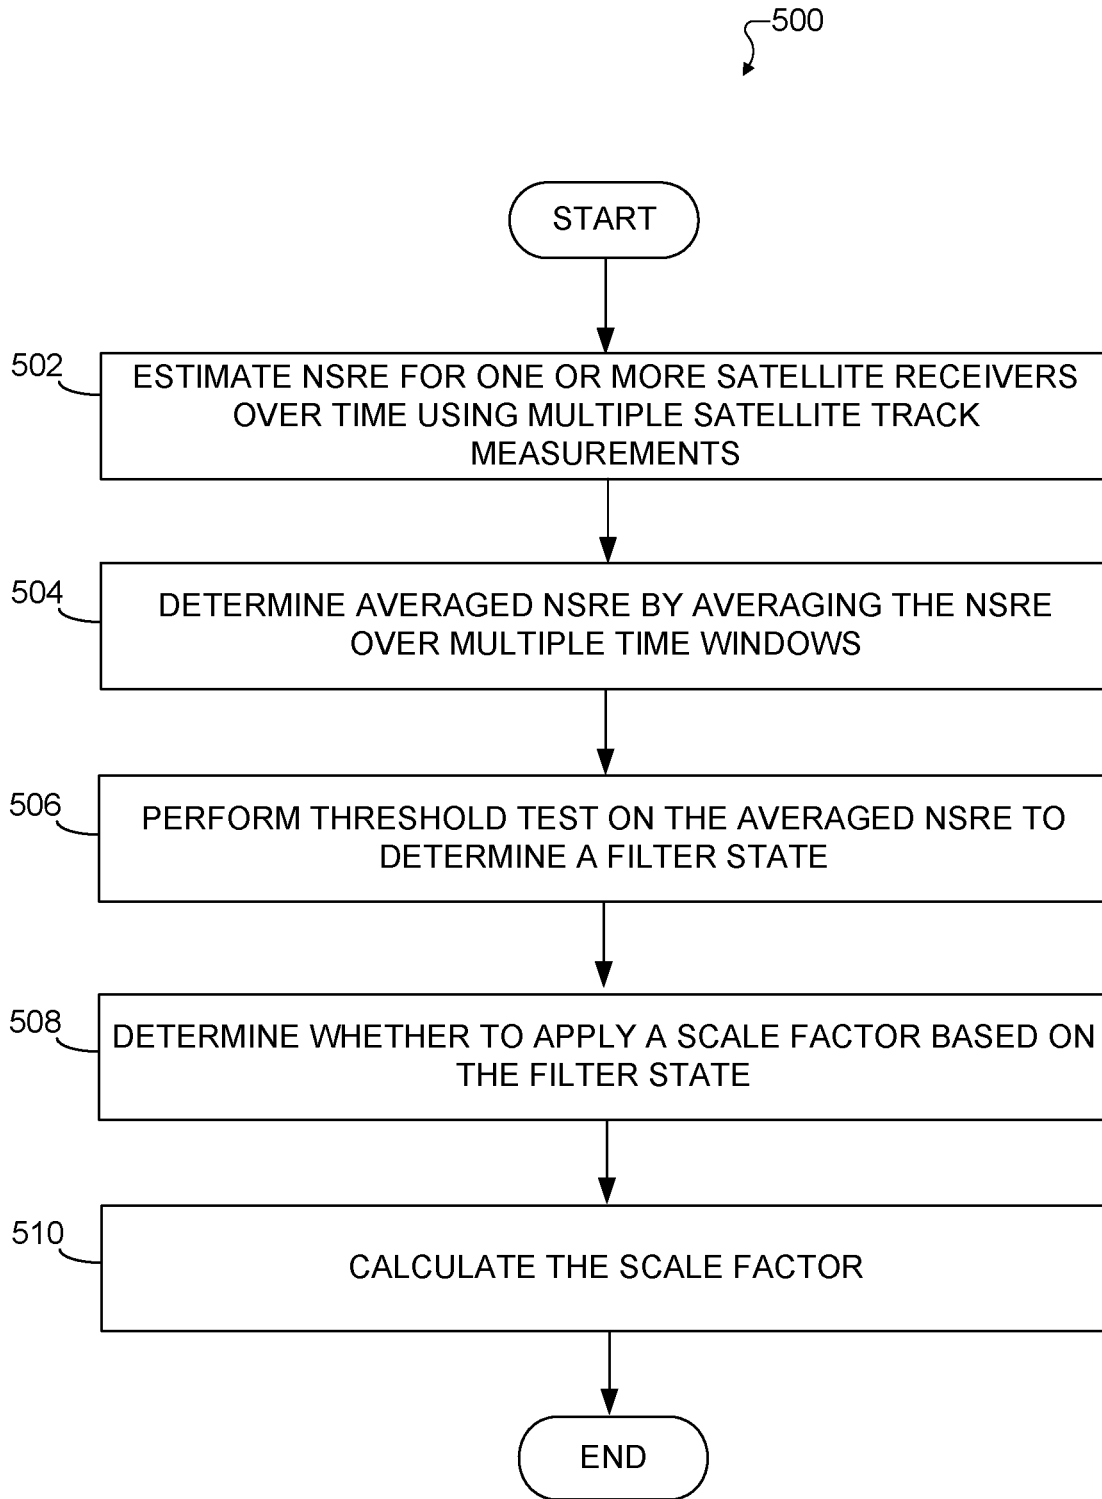 500
START
502
ESTIMATE NSRE FOR ONE OR MORE SATELLITE RECEIVERS
OVER TIME USING MULTIPLE SATELLITE TRACK
MEASUREMENTS
504
DETERMINE AVERAGED NSRE BY AVERAGING THE NSRE
OVER MULTIPLE TIME WINDOWS
506
PERFORM THRESHOLD TEST ON THE AVERAGED NSRE TO
DETERMINE A FILTER STATE
508
DETERMINE WHETHER TO APPLY A SCALE FACTOR BASED ON
THE FILTER STATE
510
CALCULATE THE SCALE FACTOR
END